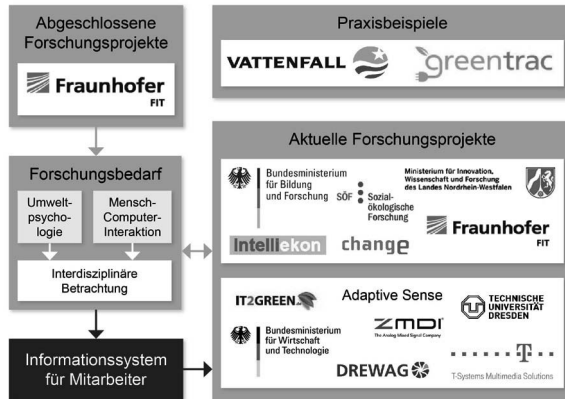 Abgeschlossene
Forschungsprojekte
Fraunhofer
FIT
Forschungsbedarf
Umwelt-
psycho-
logie
Mensch-
Computer-
Interaktion
Interdisziplinäre
Betrachtung
Informationssystem
für Mitarbeiter
Praxisbeispiele
VATTENFALL
greentrac
Aktuelle Forschungsprojekte
Bundesministerium
für Bildung
und Forschung
SÖF
Sozial-
ökologische
Forschung
Ministerium für Innovation,
Wissenschaft und Forschung
des Landes Nordrhein-Westfalen
Intelliekon
change
Fraunhofer
FIT
IT2GREEN
Adaptive Sense
TECHNISCHE
UNIVERSITÄT
DRESDEN
Bundesministerium
für Wirtschaft
und Technologie
ZMDI
The Analog Mixed Signal Company
DREWAG
T
T-Systems Multimedia Solutions